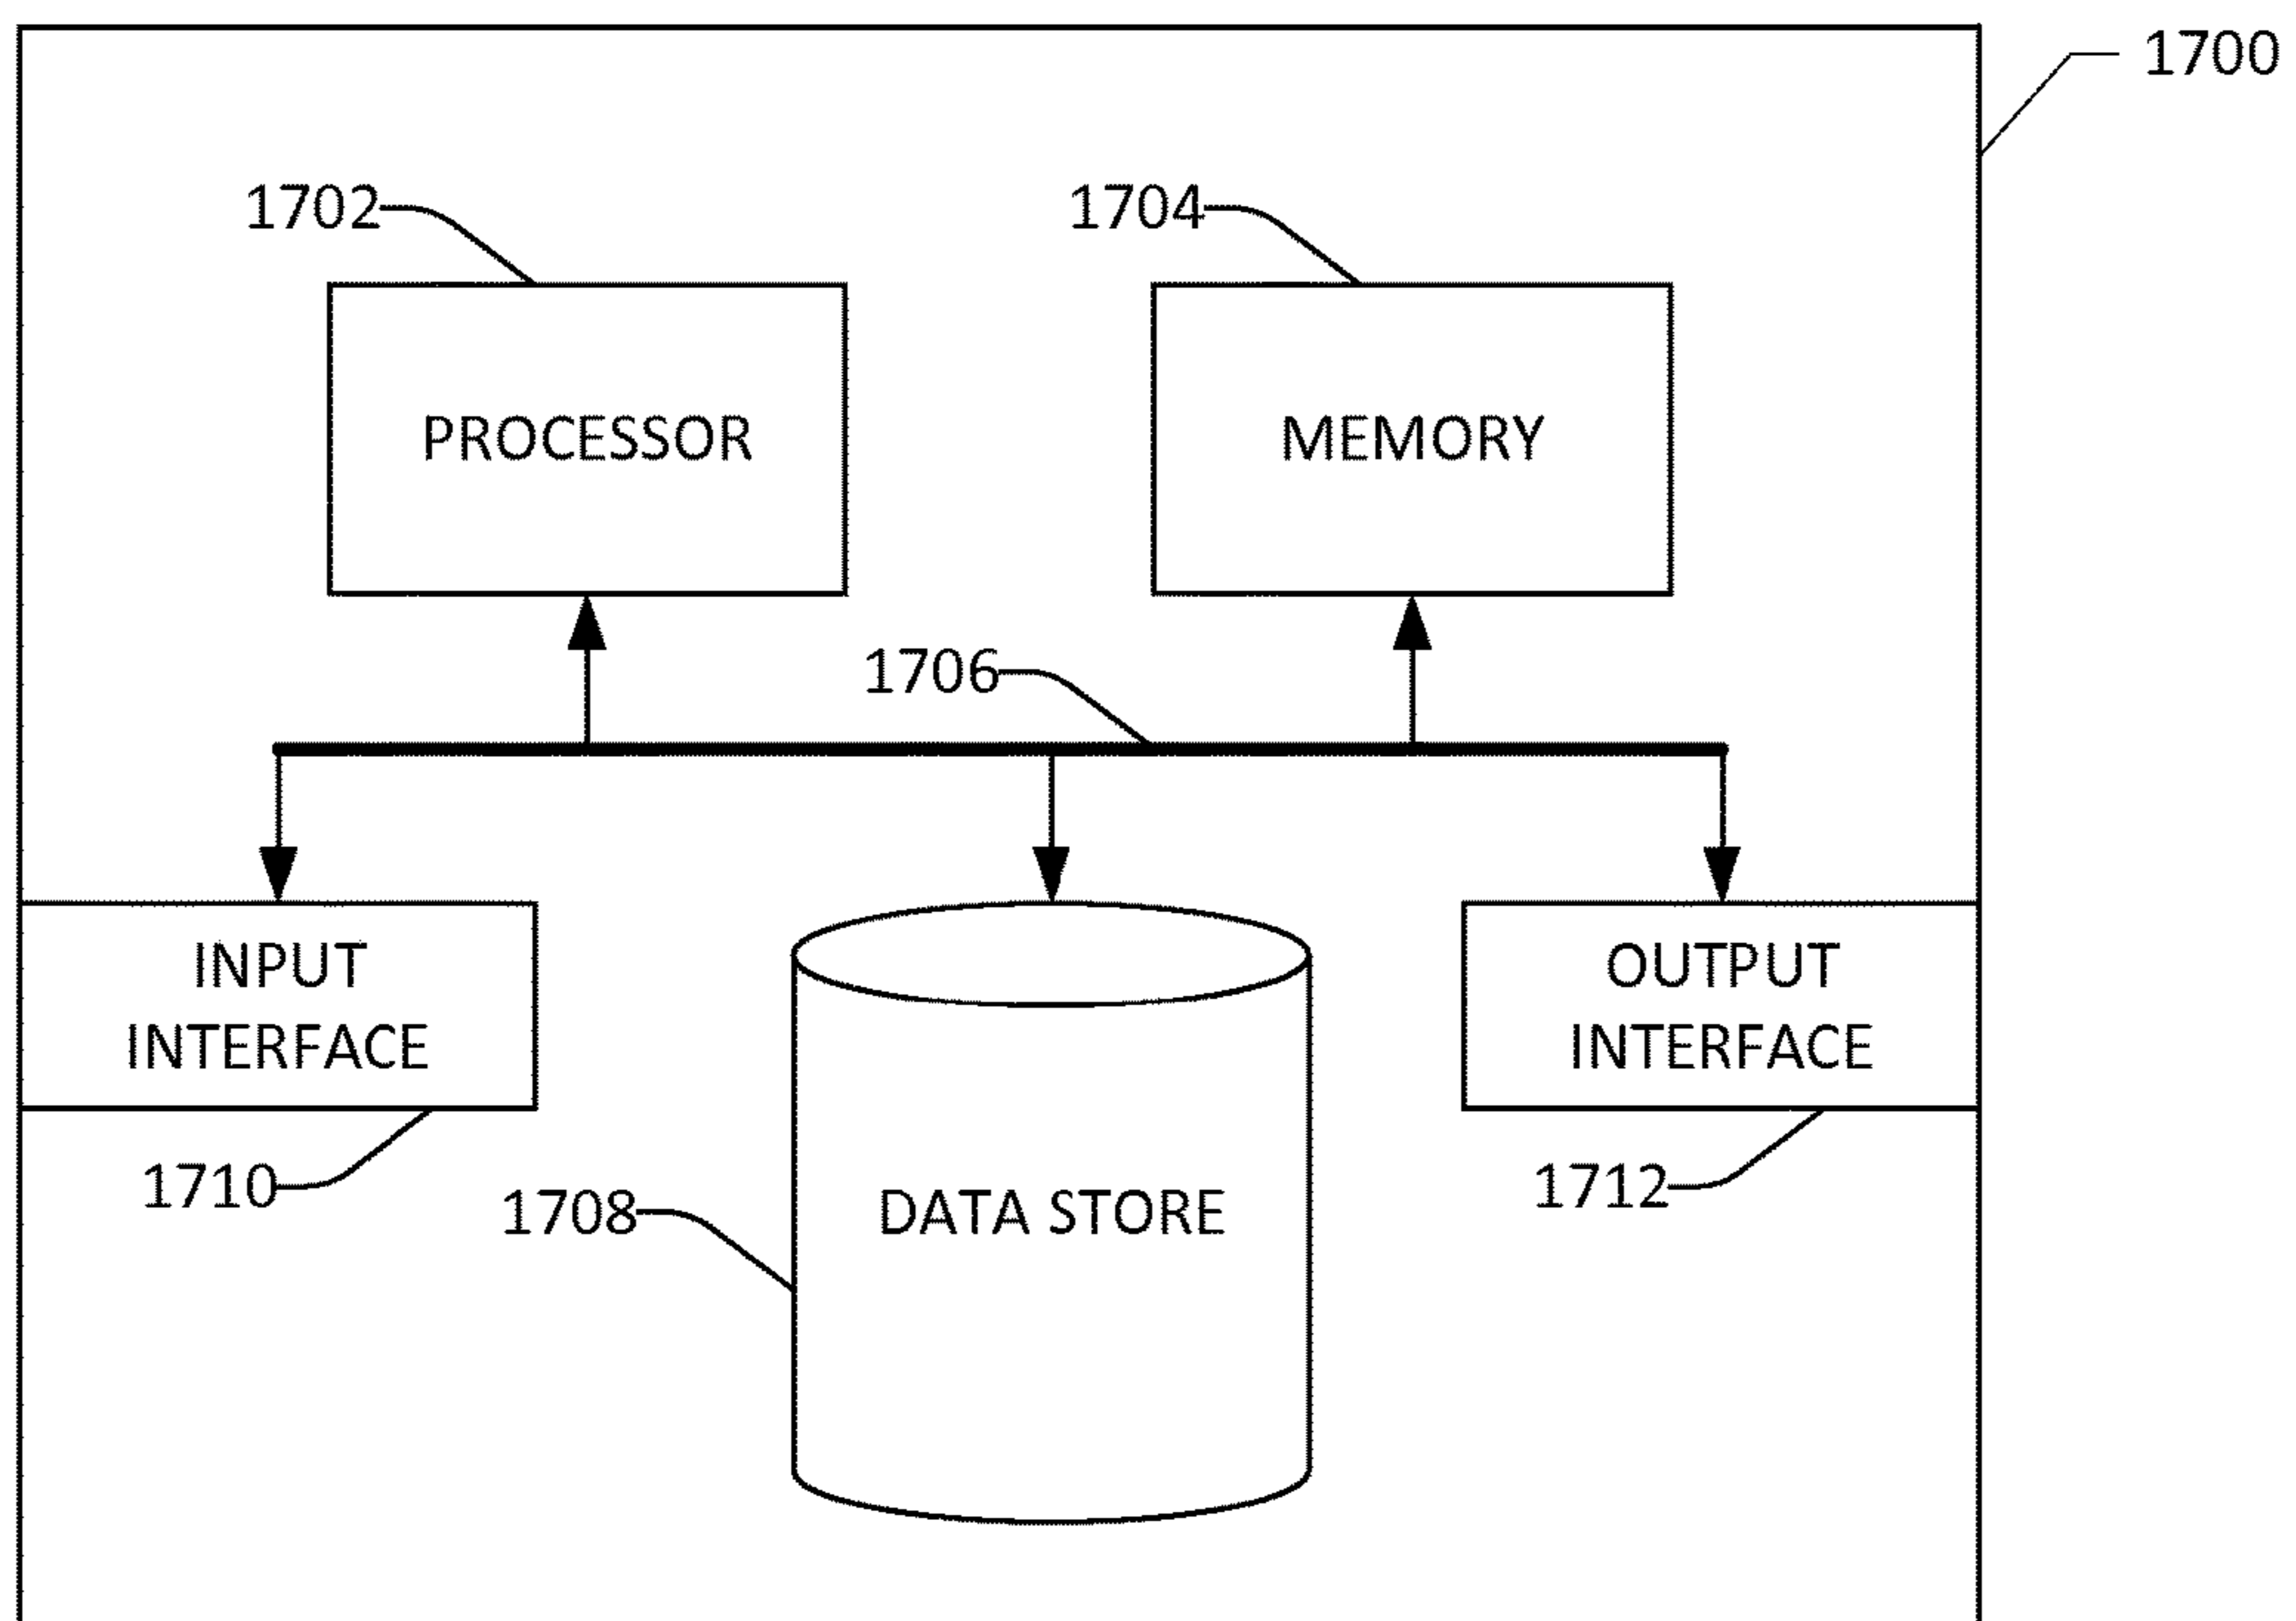 1700
1702
1704
PROCESSOR
MEMORY
1706
INPUT
INTERFACE
OUTPUT
INTERFACE
1710
1708
DATA STORE
1712